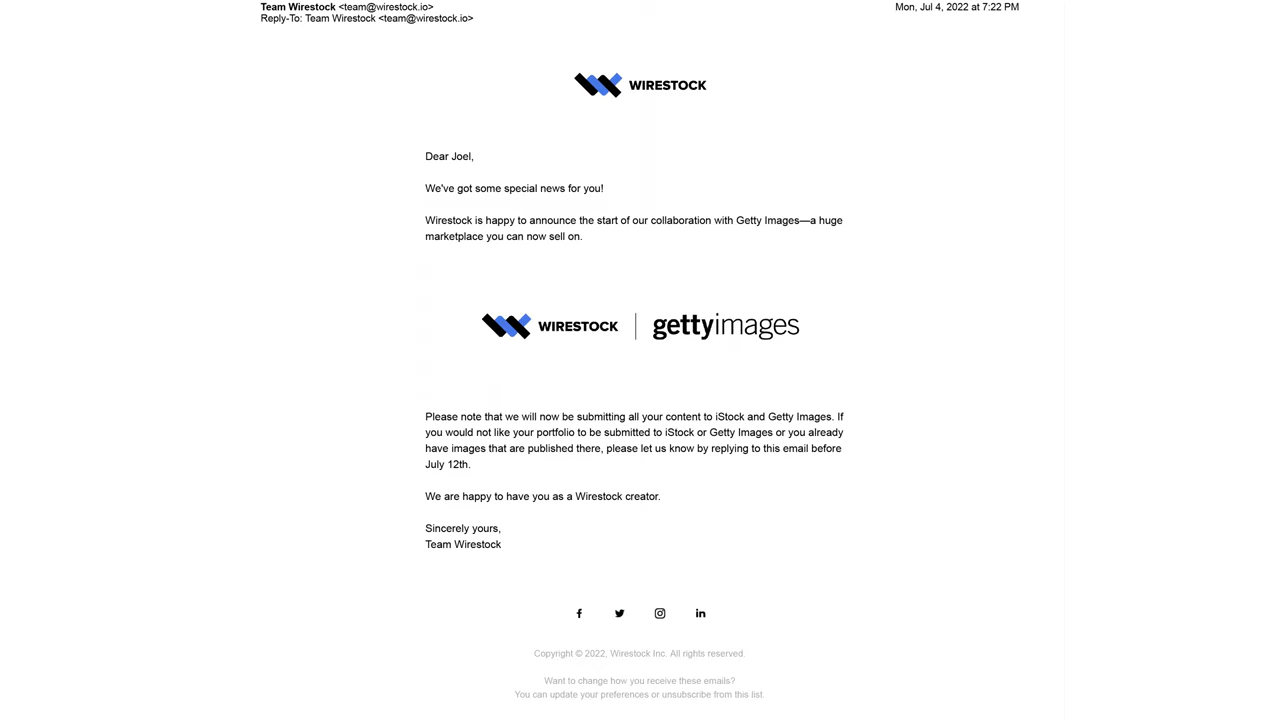 Team Wirestock <team@wirestock.io> Mon, Jul 4, 2022 at 7:22 PM
Reply-To: Team Wirestock <team@wirestock.io>
WIRESTOCK
Dear Joel,
We've got some special news for you!
Wirestock is happy to announce the start of our collaboration with Getty Images—a huge
marketplace you can now sell on.
WIRESTOCK | gettyimages
Please note that we will now be submitting all your content to iStock and Getty Images. If
you would not like your portfolio to be submitted to iStock or Getty Images or you already
have images that are published there, please let us know by replying to this email before
July 12th.
We are happy to have you as a Wirestock creator.
Sincerely yours,
Team Wirestock
Copyright © 2022, Wirestock Inc. All rights reserved.
Want to change how you receive these emails?
You can update your preferences or unsubscribe from this list